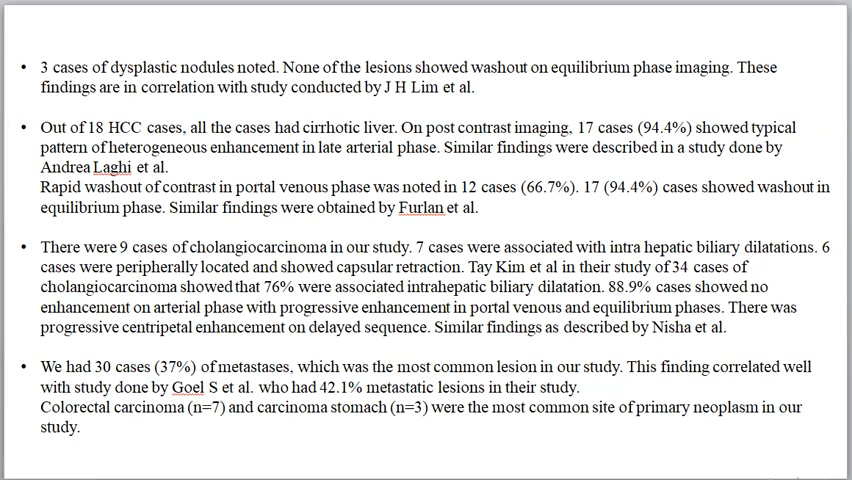 • 3 cases of dysplastic nodules noted. None of the lesions showed washout on equilibrium phase imaging. These
findings are in correlation with study conducted by J H Lim et al.
• Out of 18 HCC cases, all the cases had cirrhotic liver. On post contrast imaging, 17 cases (94.4%) showed typical
pattern of heterogeneous enhancement in late arterial phase. Similar findings were described in a study done by
Andrea Laghi et al.
Rapid washout of contrast in portal venous phase was noted in 12 cases (66.7%). 17 (94.4%) cases showed washout in
equilibrium phase. Similar findings were obtained by Furlan et al.
• There were 9 cases of cholangiocarcinoma in our study. 7 cases were associated with intra hepatic biliary dilatations. 6
cases were peripherally located and showed capsular retraction. Tay Kim et al in their study of 34 cases of
cholangiocarcinoma showed that 76% were associated intrahepatic biliary dilatation. 88.9% cases showed no
enhancement on arterial phase with progressive enhancement in portal venous and equilibrium phases. There was
progressive centripetal enhancement on delayed sequence. Similar findings as described by Nisha et al.
• We had 30 cases (37%) of metastases, which was the most common lesion in our study. This finding correlated well
with study done by Goel S et al. who had 42.1% metastatic lesions in their study.
Colorectal carcinoma (n=7) and carcinoma stomach (n=3) were the most common site of primary neoplasm in our
study.